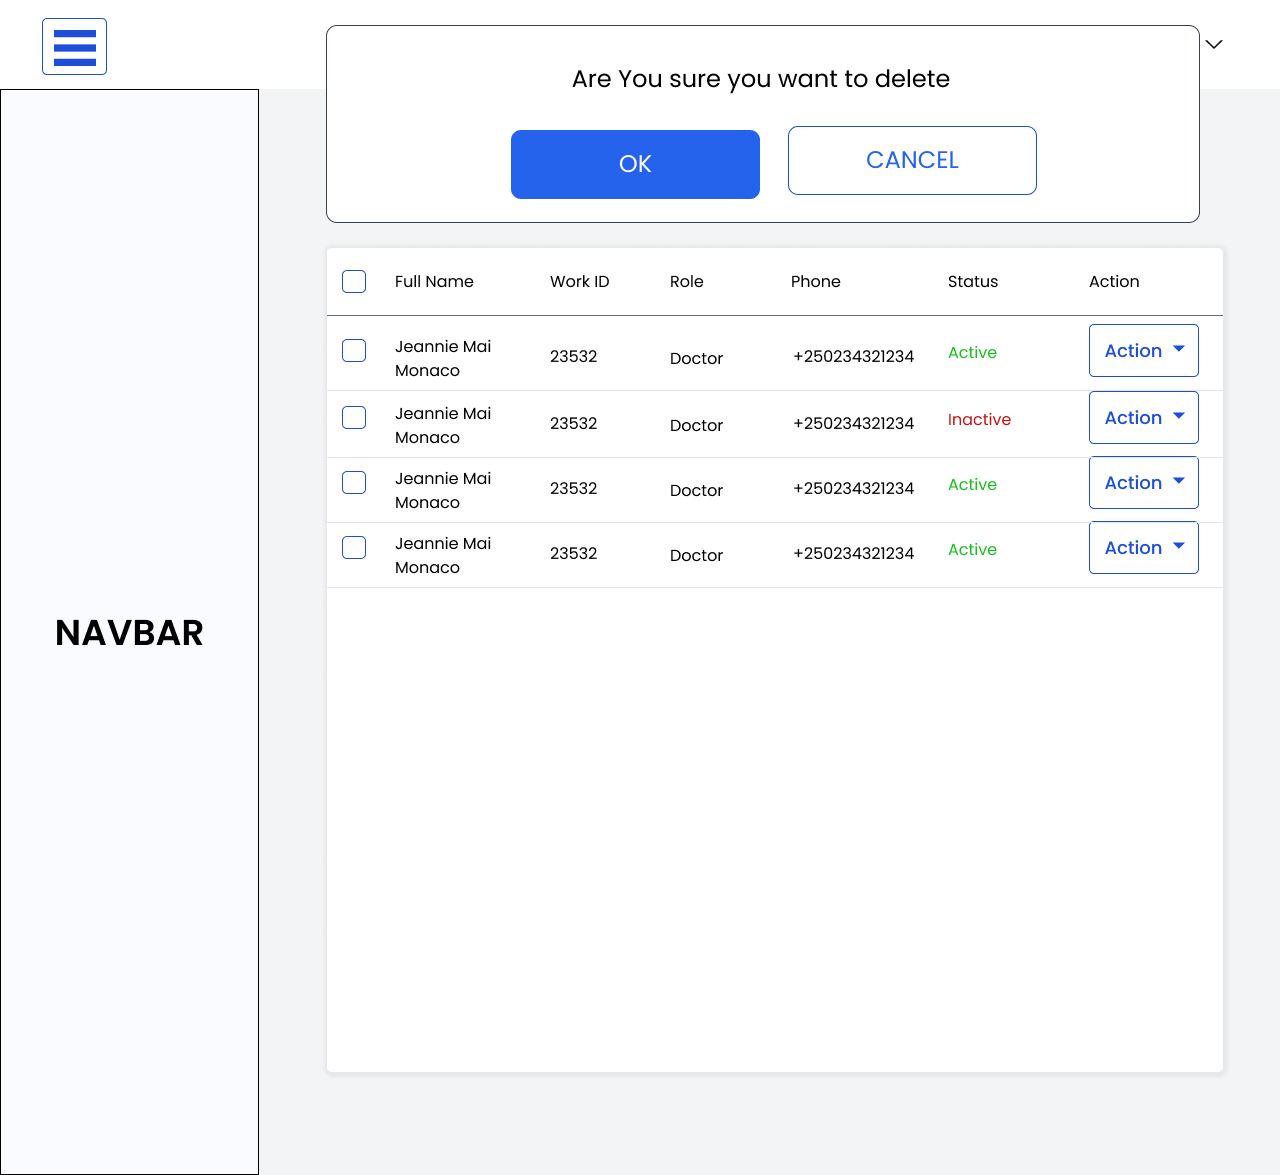 Are You sure you want to delete
OK CANCEL
Full Name Work ID Role Phone Status Action
Jeannie Mai
Monaco 23532 Doctor +250234321234 Active Action
Jeannie Mai
Monaco 23532 Doctor +250234321234 Inactive Action
Jeannie Mai
Monaco 23532 Doctor +250234321234 Active Action
Jeannie Mai
Monaco 23532 Doctor +250234321234 Active Action
NAVBAR